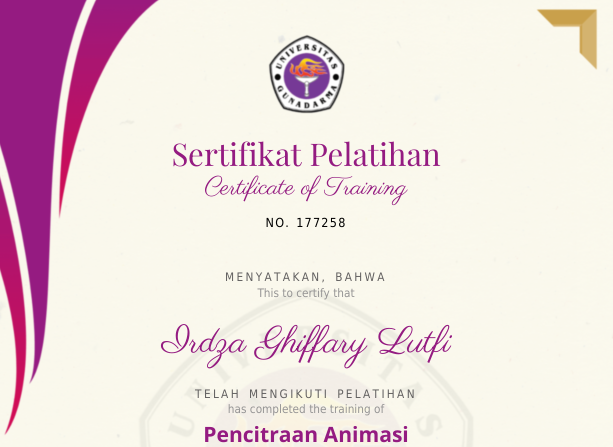 UNIVERSITAS
GUNADARMA
Sertifikat Pelatihan
Certificate of Training
NO. 177258
MENYATAKAN, BAHWA
This to certify that
Irdza Ghiffary Lutfi
TELAH MENGIKUTI PELATIHAN
has completed the training of
Pencitraan Animasi
UNIVERSITAS